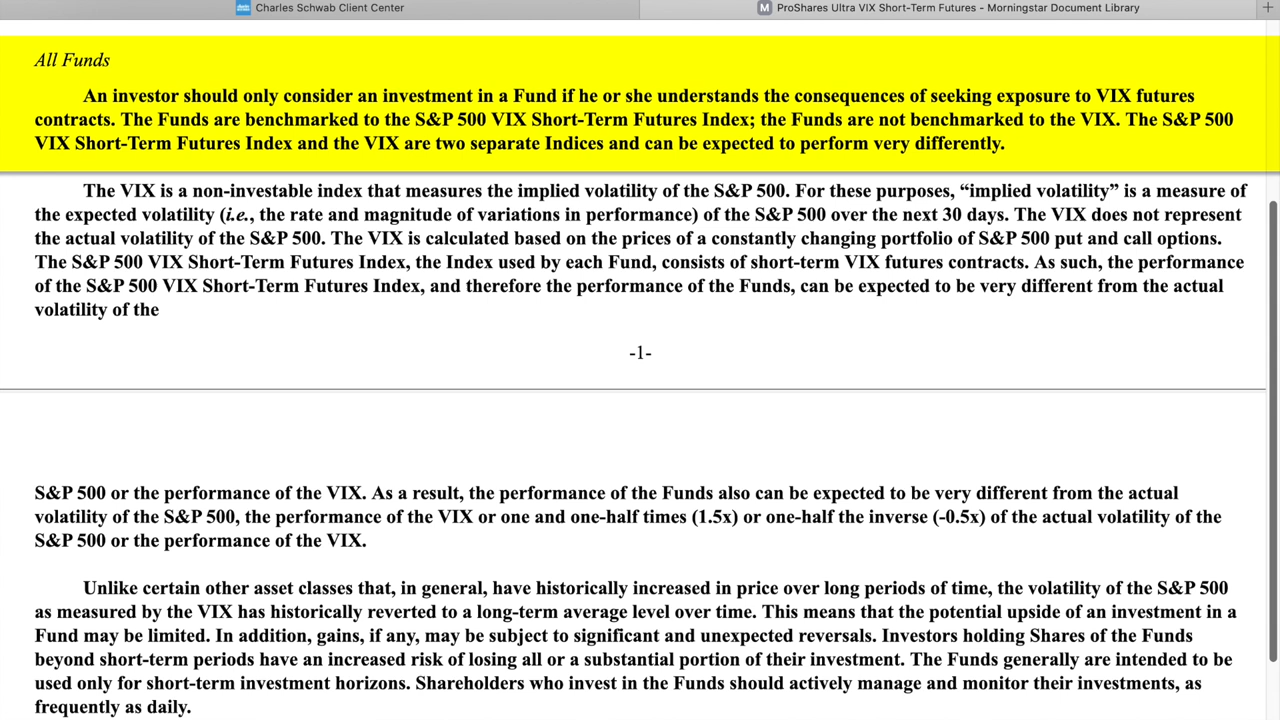 Charles Schwab Client Center
ProShares Ultra VIX Short-Term Futures - Morningstar Document Library
All Funds
An investor should only consider an investment in a Fund if he or she understands the consequences of seeking exposure to VIX futures
contracts. The Funds are benchmarked to the S&P 500 VIX Short-Term Futures Index; the Funds are not benchmarked to the VIX. The S&P 500
VIX Short-Term Futures Index and the VIX are two separate Indices and can be expected to perform very differently.
The VIX is a non-investable index that measures the implied volatility of the S&P 500. For these purposes, “implied volatility” is a measure of
the expected volatility (i.e., the rate and magnitude of variations in performance) of the S&P 500 over the next 30 days. The VIX does not represent
the actual volatility of the S&P 500. The VIX is calculated based on the prices of a constantly changing portfolio of S&P 500 put and call options.
The S&P 500 VIX Short-Term Futures Index, the Index used by each Fund, consists of short-term VIX futures contracts. As such, the performance
of the S&P 500 VIX Short-Term Futures Index, and therefore the performance of the Funds, can be expected to be very different from the actual
volatility of the
-1-
S&P 500 or the performance of the VIX. As a result, the performance of the Funds also can be expected to be very different from the actual
volatility of the S&P 500, the performance of the VIX or one and one-half times (1.5x) or one-half the inverse (-0.5x) of the actual volatility of the
S&P 500 or the performance of the VIX.
Unlike certain other asset classes that, in general, have historically increased in price over long periods of time, the volatility of the S&P 500
as measured by the VIX has historically reverted to a long-term average level over time. This means that the potential upside of an investment in a
Fund may be limited. In addition, gains, if any, may be subject to significant and unexpected reversals. Investors holding Shares of the Funds
beyond short-term periods have an increased risk of losing all or a substantial portion of their investment. The Funds generally are intended to be
used only for short-term investment horizons. Shareholders who invest in the Funds should actively manage and monitor their investments, as
frequently as daily.